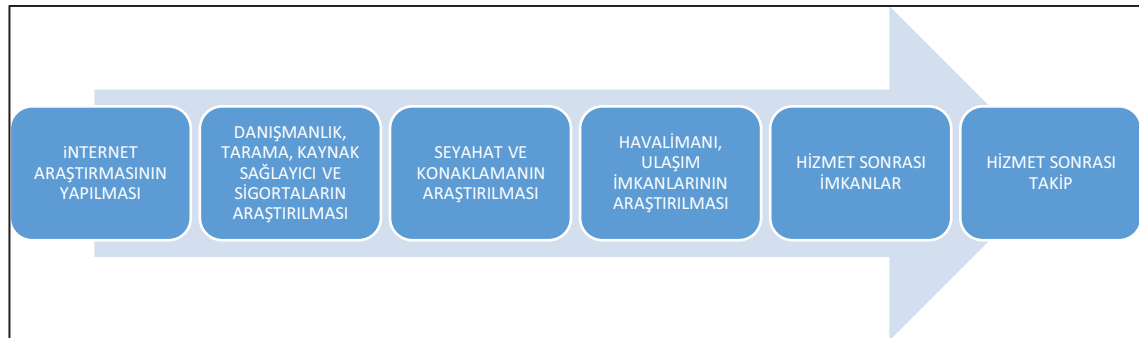 iNTERNET
ARAŞTIRMASININ
YAPILMASI
DANIŞMANLIK,
TARAMA, KAYNAK
SAĞLAYICI VE
SİGORTALARIN
ARAŞTIRILMASI
SEYAHAT VE
KONAKLAMANIN
ARAŞTIRILMASI
HAVALİMANI,
ULAŞIM
İMKANLARININ
ARAŞTIRILMASI
HİZMET SONRASI
İMKANLAR
HİZMET SONRASI
TAKİP